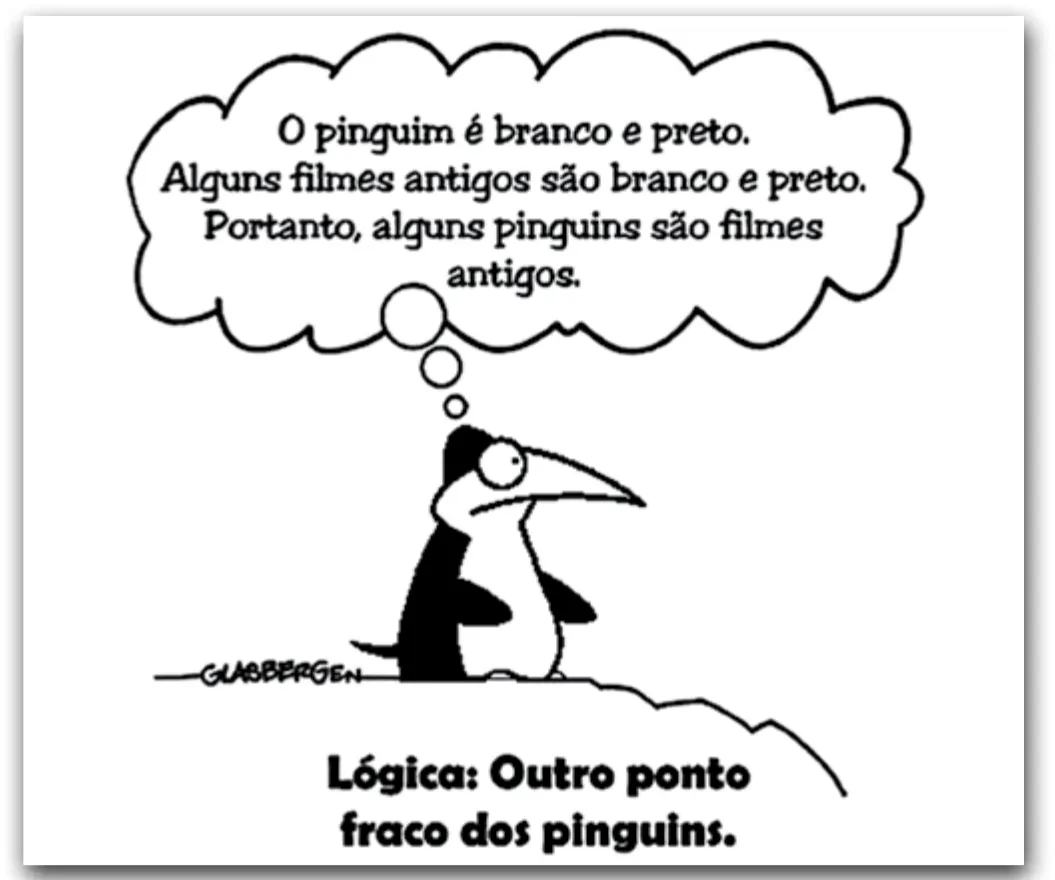 O pinguim é branco e preto.
Alguns filmes antigos são branco e preto.
Portanto, alguns pinguins são filmes
antigos.
GLASBERGEN
Lógica: Outro ponto
fraco dos pinguins.